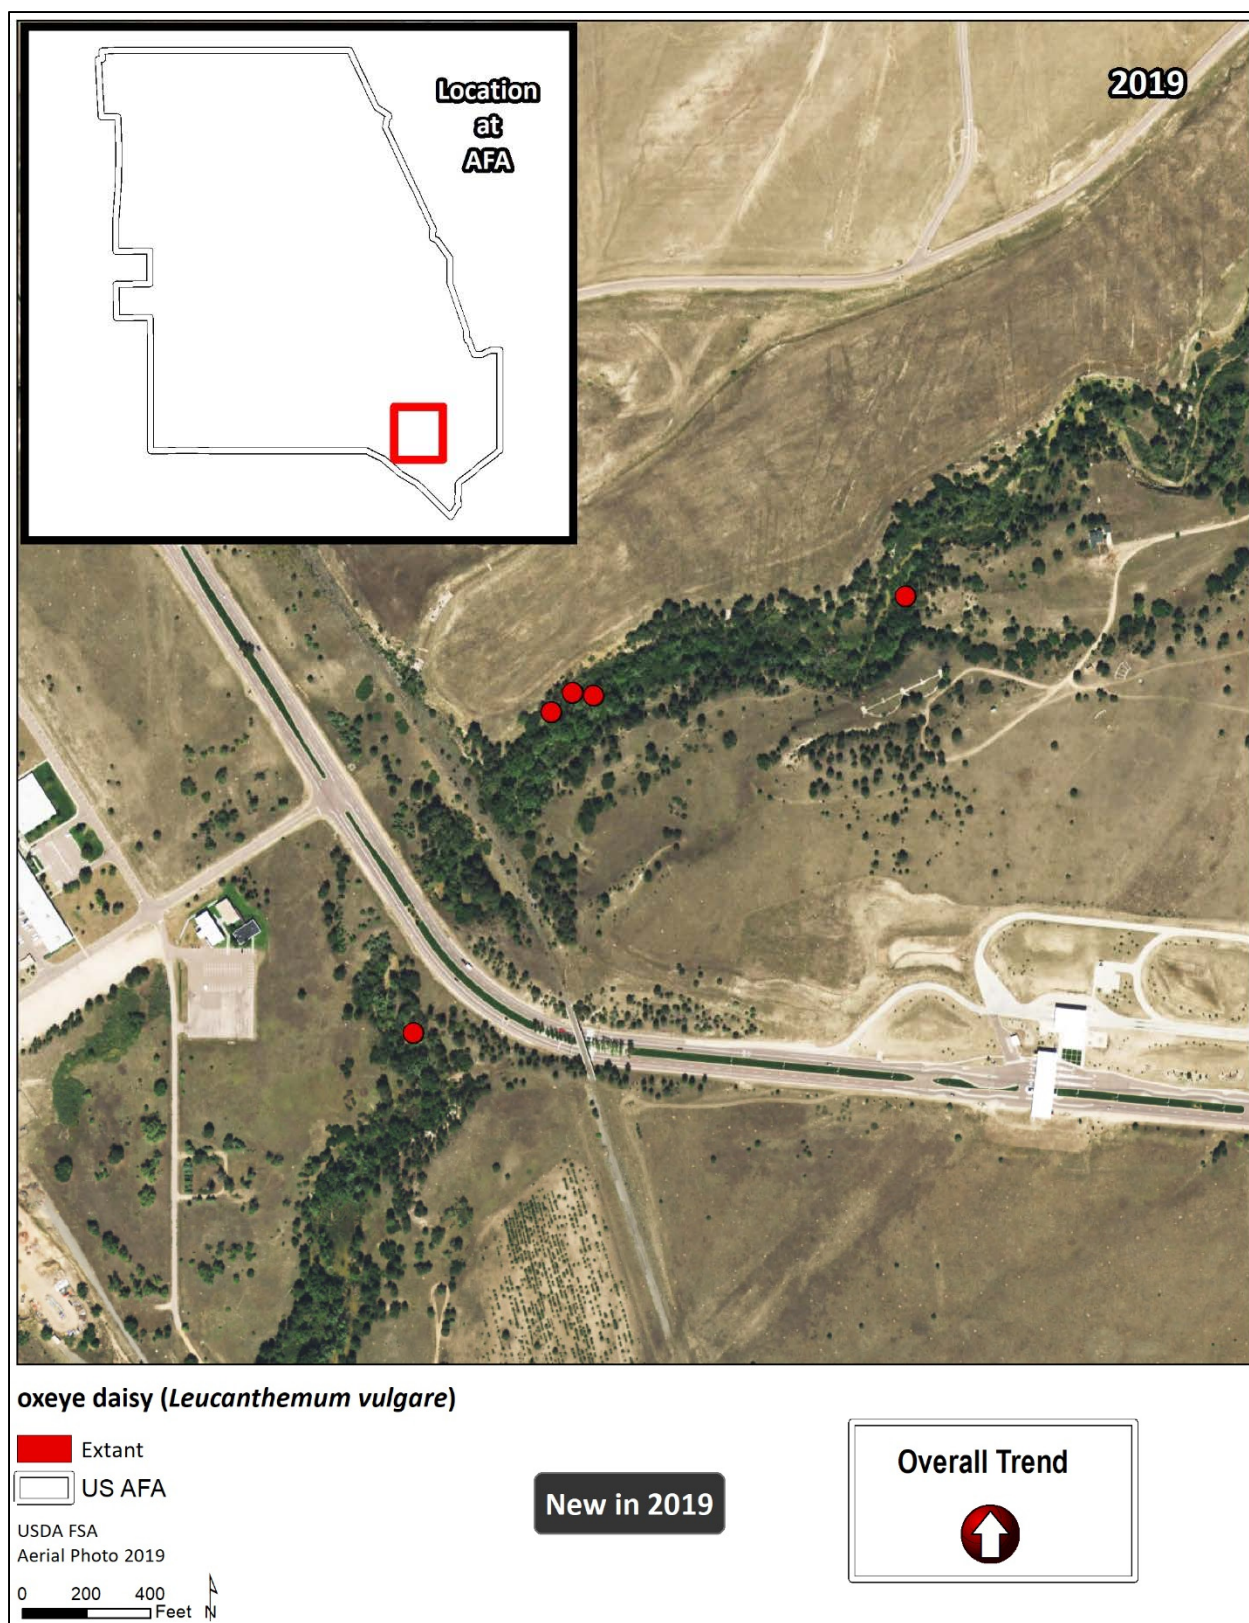 Location
at
AFA
2019
oxeye daisy (Leucanthemum vulgare)
Extant
US AFA
USDA FSA
Aerial Photo 2019
0 200 400
Feet N
New in 2019
Overall Trend